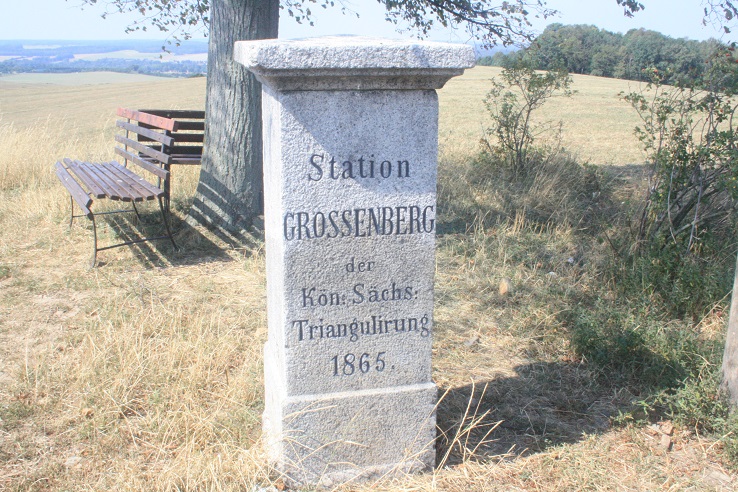 Station
GROSSENBERG
der
Kön: Sächs:
Triangulirung
1865.